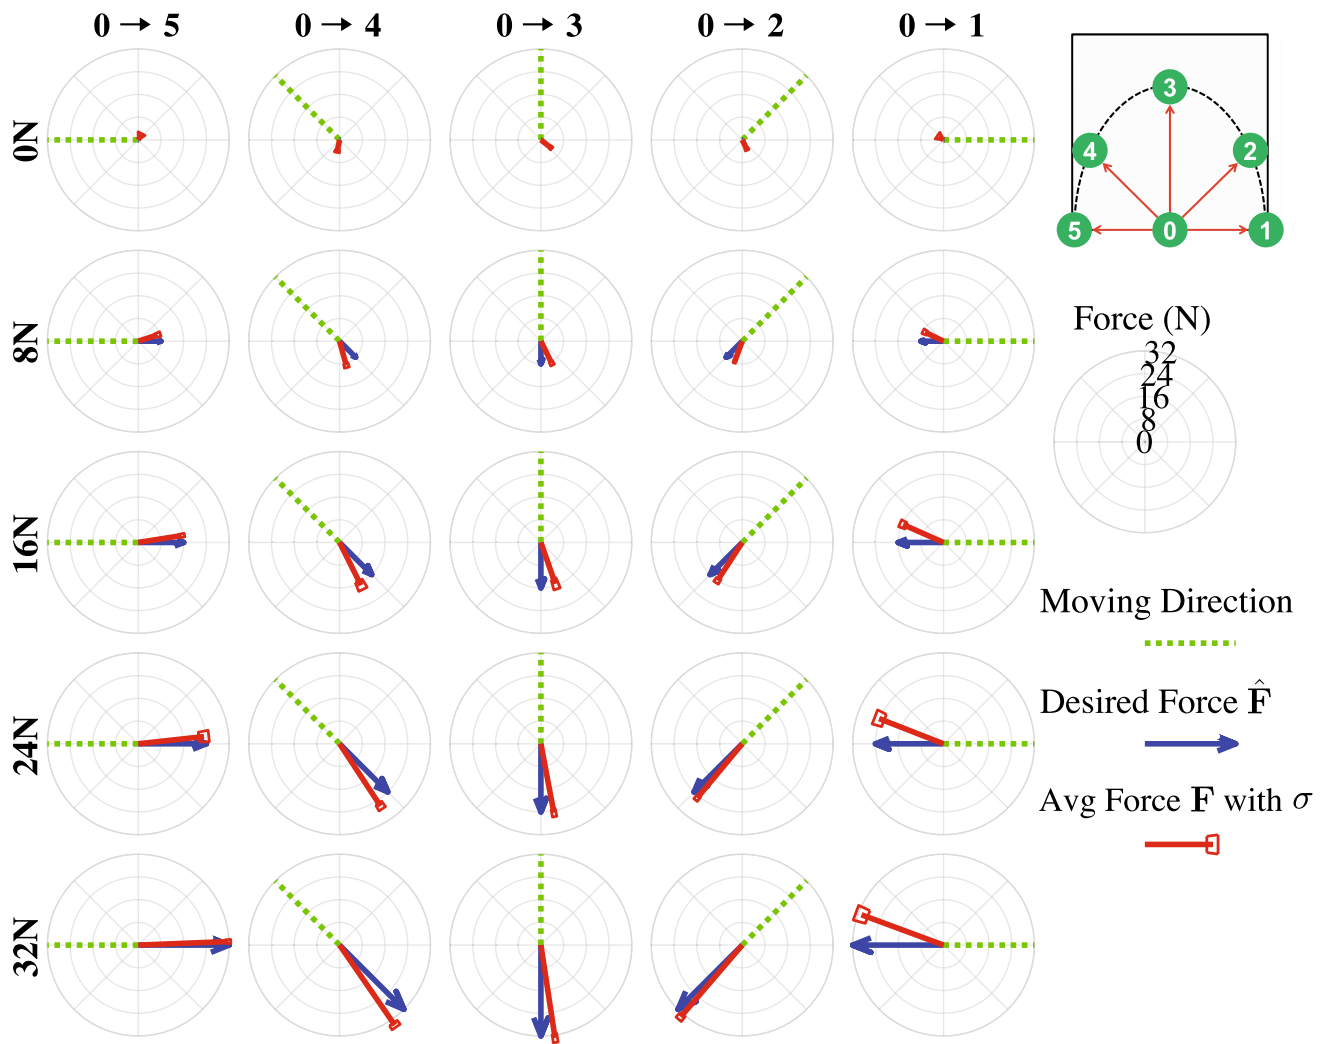 0 → 5
0 → 4
0 → 3
0 → 2
0 → 1
0N
8N
16N
24N
32N
3
4
2
5
0
1
Force (N)
32
24
16
8
0
Moving Direction
Desired Force F̂
Avg Force F with σ